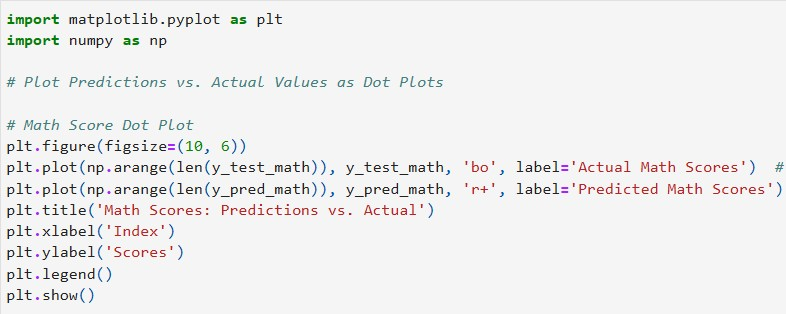 import matplotlib.pyplot as plt
import numpy as np
# Plot Predictions vs. Actual Values as Dot Plots
# Math Score Dot Plot
plt.figure(figsize=(10, 6))
plt.plot(np.arange(len(y_test_math)), y_test_math, 'bo', label='Actual Math Scores')  #
plt.plot(np.arange(len(y_pred_math)), y_pred_math, 'r+', label='Predicted Math Scores')
plt.title('Math Scores: Predictions vs. Actual')
plt.xlabel('Index')
plt.ylabel('Scores')
plt.legend()
plt.show()